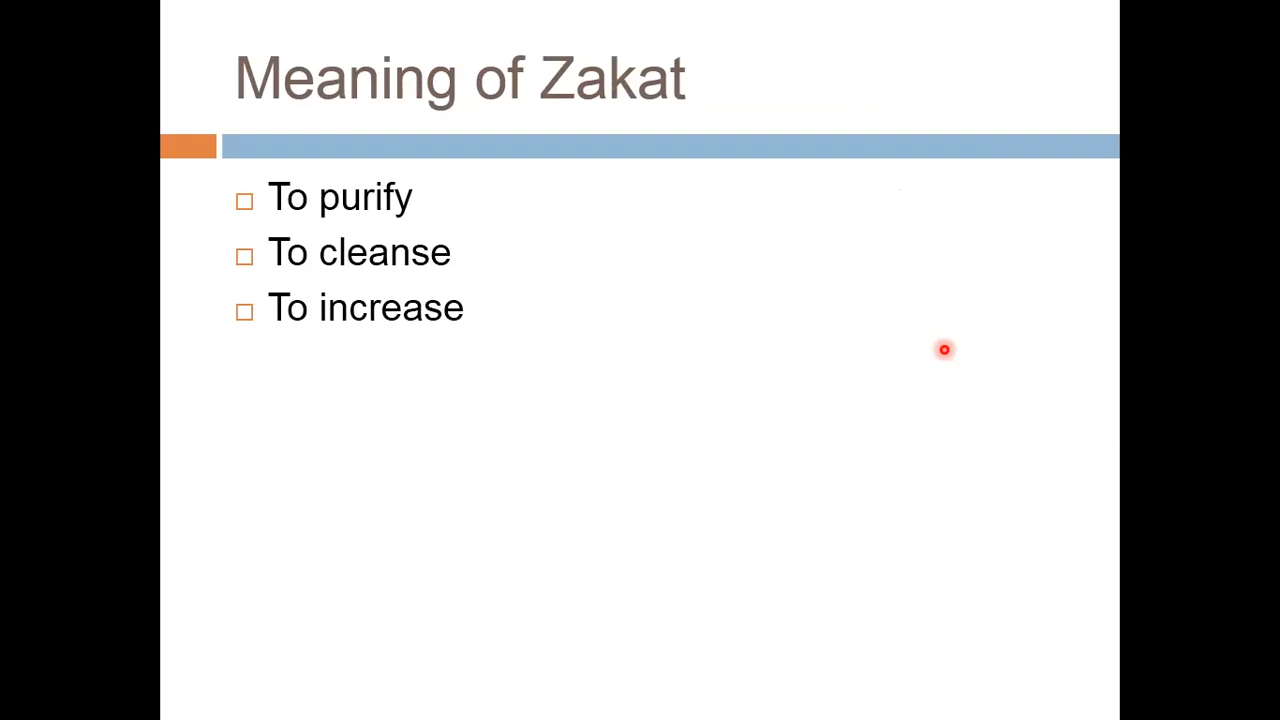 Meaning of Zakat
To purify
To cleanse
To increase